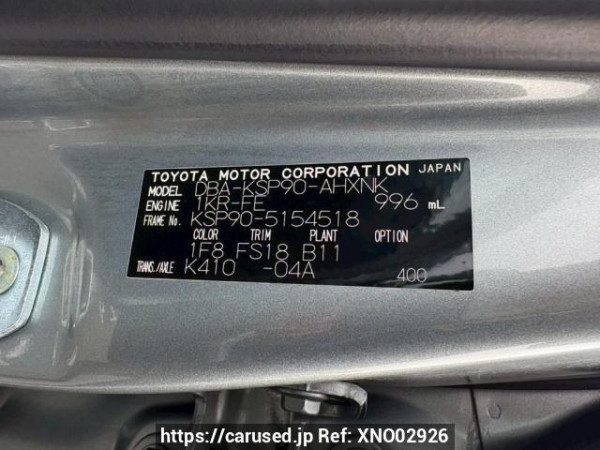 TOYOTA MOTOR CORPORATION JAPAN
MODEL DBA-KSP90-AHXNK
ENGINE 1KR-FE 996 mL
FRAME No. KSP90-5154518
COLOR TRIM PLANT OPTION
1F8 FS18 B11
TRANS./AXLE K410 -04A 400
https://carused.jp Ref: XNO02926